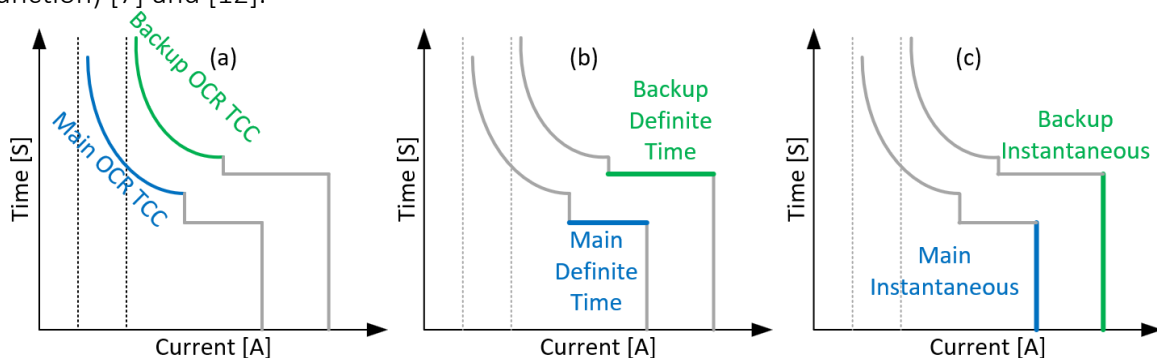 unction) [7] and [12].
(a)
Backup OCR TCC
Main OCR TCC
Time [S]
Current [A]
(b)
Backup
Definite
Time
Main
Definite
Time
Time [S]
Current [A]
(c)
Backup
Instantaneous
Main
Instantaneous
Time [S]
Current [A]